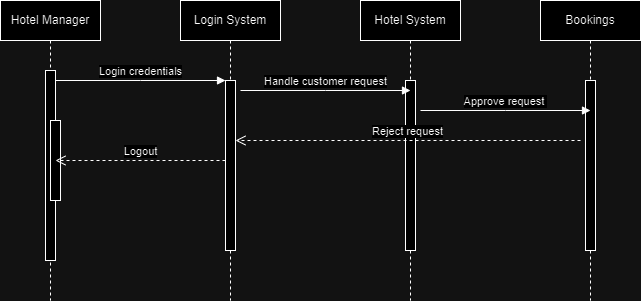 Hotel Manager
Login System
Hotel System
Bookings
Login credentials
Handle customer request
Approve request
Reject request
Logout